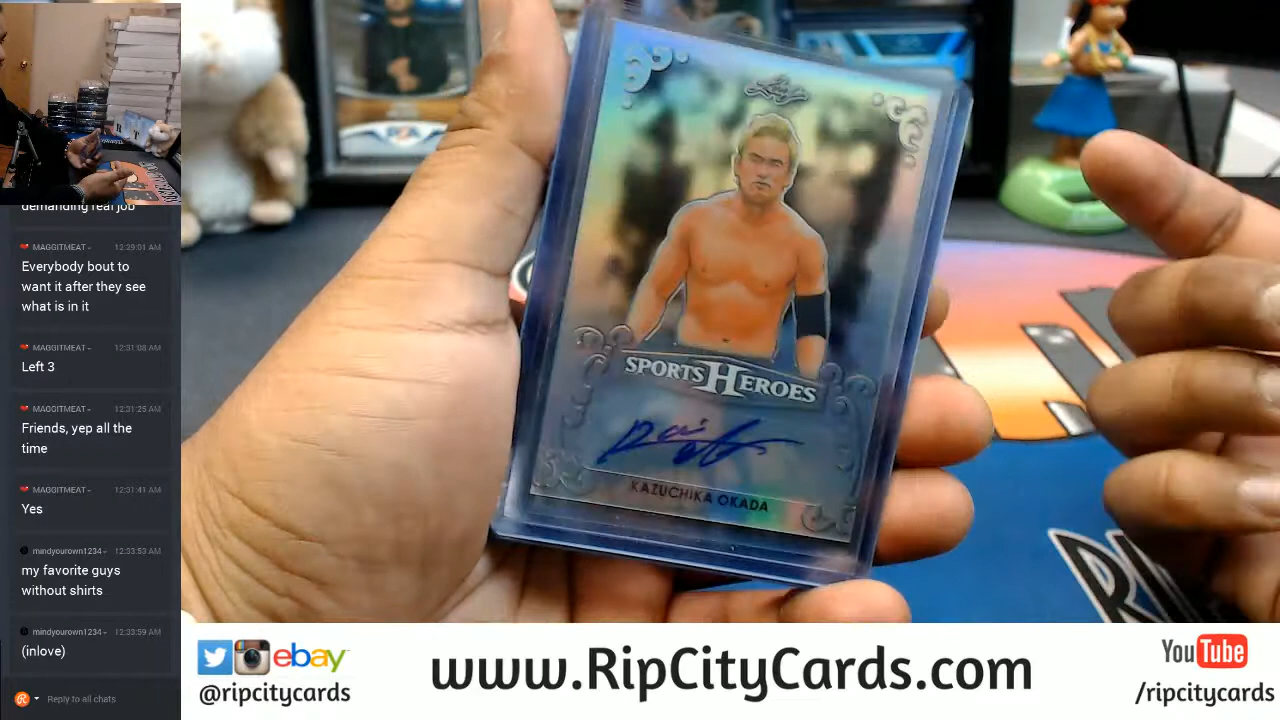 demanding real job
MAGGITMEAT- 12:29:01 AM
Everybody bout to
want it after they see
what is in it
MAGGITMEAT- 12:31:08 AM
Left 3
MAGGITMEAT- 12:31:25 AM
Friends, yep all the
time
MAGGITMEAT- 12:31:41 AM
Yes
mindyourown1234- 12:33:53 AM
my favorite guys
without shirts
mindyourown1234- 12:33:59 AM
(inlove)
Reply to all chats
Leaf
SPORTS HEROES
KAZUCHIKA OKADA
ebay
@ripcitycards
www.RipCityCards.com
YouTube
/ripcitycards